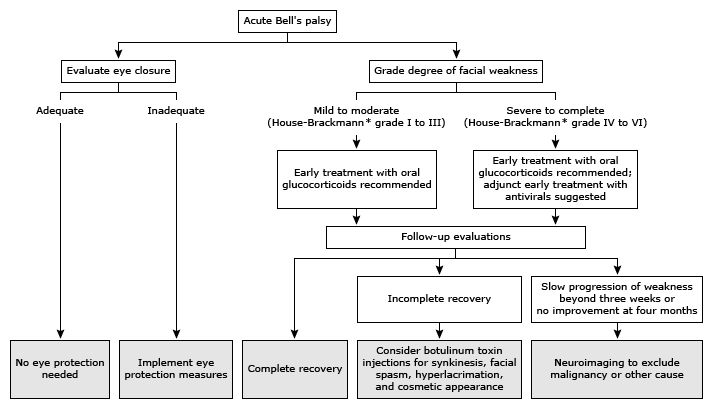 Acute Bell's palsy
Evaluate eye closure
Grade degree of facial weakness
Adequate
Inadequate
Mild to moderate
(House-Brackmann* grade I to III)
Severe to complete
(House-Brackmann* grade IV to VI)
Early treatment with oral
glucocorticoids recommended
Early treatment with oral
glucocorticoids recommended;
adjunct early treatment with
antivirals suggested
Follow-up evaluations
Incomplete recovery
Slow progression of weakness
beyond three weeks or
no improvement at four months
No eye protection
needed
Implement eye
protection measures
Complete recovery
Consider botulinum toxin
injections for synkinesis, facial
spasm, hyperlacrimation,
and cosmetic appearance
Neuroimaging to exclude
malignancy or other cause